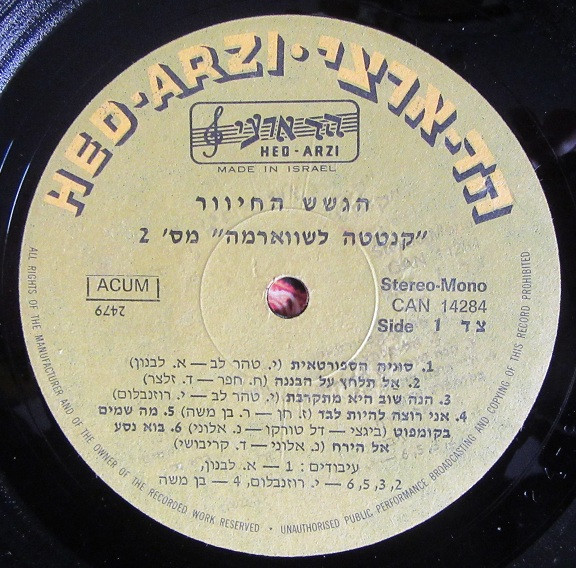 HED-ARZI • הד-ארצי
הד ארצי
HED-ARZI
MADE IN ISRAEL
הגשש החיוור
"קנטטה לשווארמה" מס' 2
ACUM
2479
Stereo-Mono
CAN 14284
Side 1 צד
1. סוניה הספורטאית (י. טהר לב — א. לבנון)
2. אל תלחץ על הבננה (ח. חפר — ד. זלצר)
3. הנה שוב היא מתקרבת (י. טהר לב — י. רוזנבלום)
4. אני רוצה להיות לבד (ז. חן — ר. בן משה) 5. מה שמים
בקומפוט (ביגצי — דל טורקו — נ. אלוני) 6. בוא נסע
אל הירח (נ. אלוני — ד. קריבושי)
עיבודים: 1 — א. לבנון,
2, 3, 5, 6 — י. רוזנבלום, 4 — בן משה
ALL RIGHTS OF THE MANUFACTURER AND OF THE OWNER OF THE RECORDED WORK RESERVED • UNAUTHORISED PUBLIC PERFORMANCE BROADCASTING AND COPYING OF THIS RECORD PROHIBITED